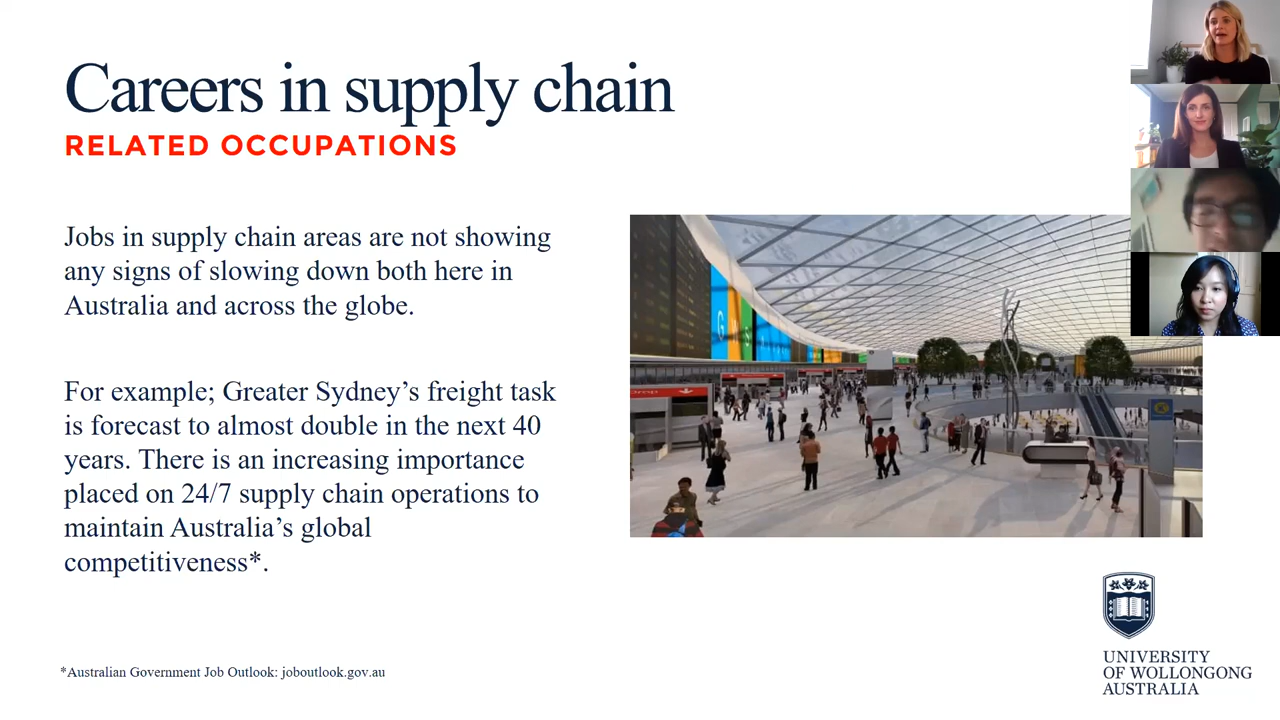 Careers in supply chain
RELATED OCCUPATIONS
Jobs in supply chain areas are not showing
any signs of slowing down both here in
Australia and across the globe.
For example; Greater Sydney’s freight task
is forecast to almost double in the next 40
years. There is an increasing importance
placed on 24/7 supply chain operations to
maintain Australia’s global
competitiveness*.
*Australian Government Job Outlook: joboutlook.gov.au
UNIVERSITY
OF WOLLONGONG
AUSTRALIA